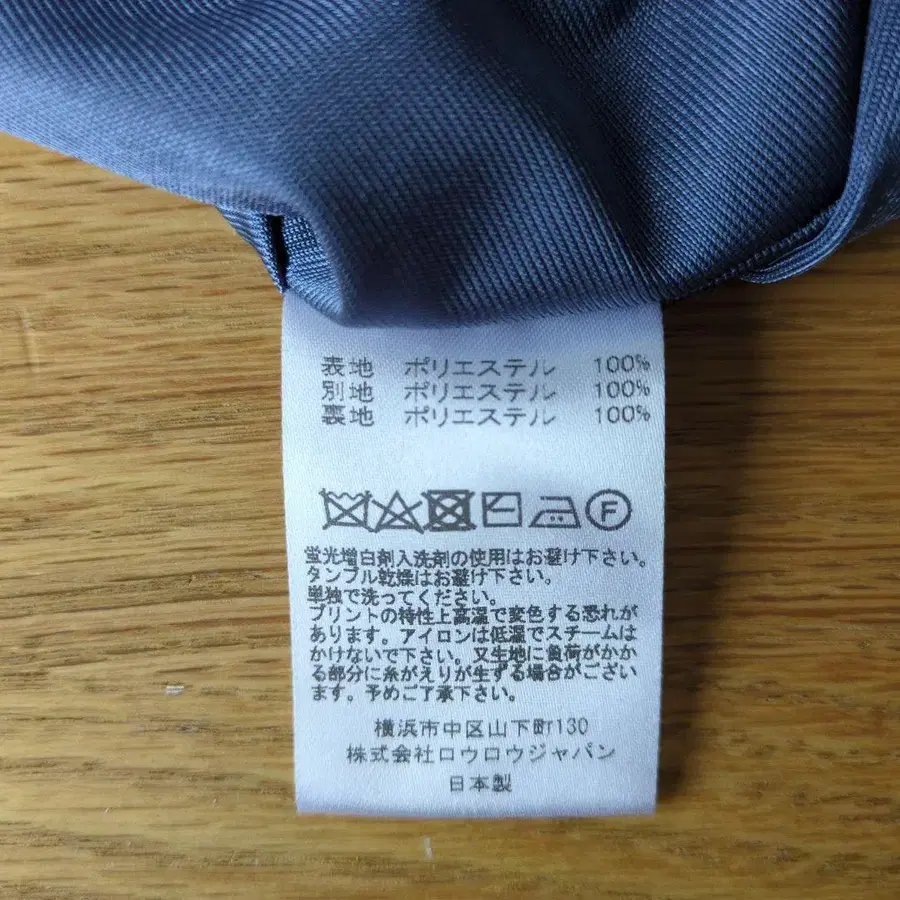 表地 ポリエステル 100%
別地 ポリエステル 100%
裏地 ポリエステル 100%
F
蛍光増白剤入洗剤の使用はお避け下さい。
タンブル乾燥はお避け下さい。
単独で洗ってください。
プリントの特性上高温で変色する恐れが
あります。アイロンは低温でスチームは
かけないで下さい。又生地に負荷がかか
る部分に糸がえりが生ずる場合がござい
ます。予めご了承下さい。
横浜市中区山下町130
株式会社ロウロウジャパン
日本製